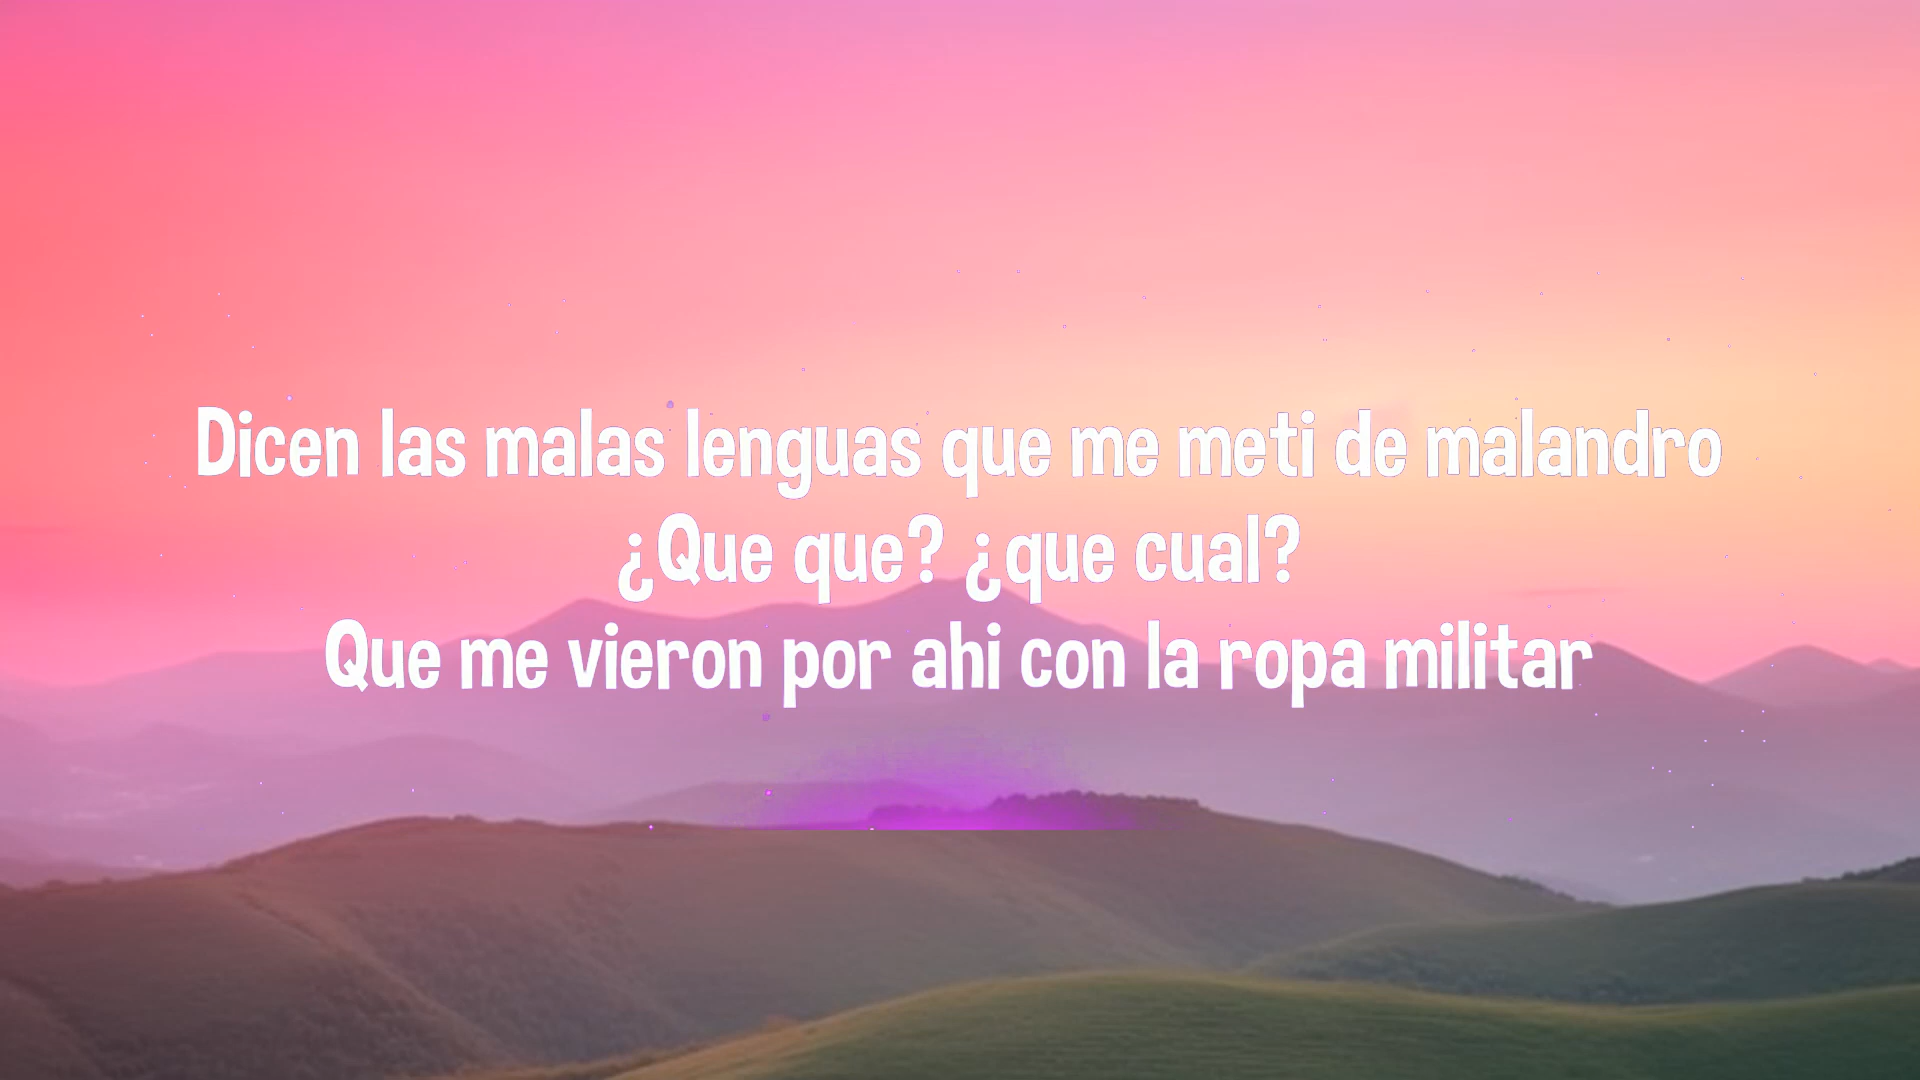 Dicen las malas lenguas que me meti de malandro
¿Que que? ¿que cual?
Que me vieron por ahi con la ropa militar